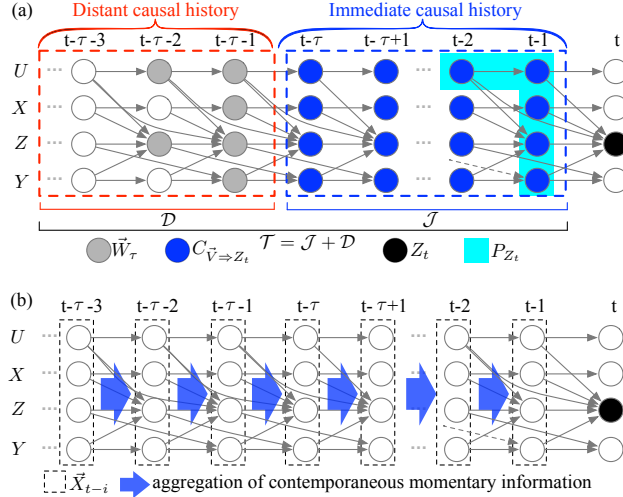 (a) Distant causal history Immediate causal history
t-τ-3 t-τ-2 t-τ-1 t-τ t-τ+1 t-2 t-1 t
U
X
Z
Y
𝒟 𝒥
𝒯 = 𝒥 + 𝒟
W⃗_τ C_{V⃗⇒Z_t} Z_t P_{Z_t}
(b)
t-τ-3 t-τ-2 t-τ-1 t-τ t-τ+1 t-2 t-1 t
U
X
Z
Y
X⃗_{t-i} aggregation of contemporaneous momentary information